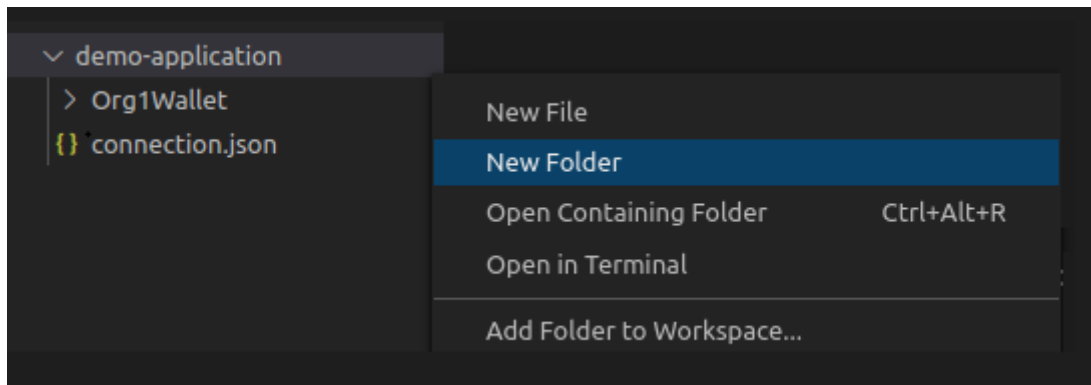 demo-application
Org1Wallet
{} connection.json
New File
New Folder
Open Containing Folder Ctrl+Alt+R
Open in Terminal
Add Folder to Workspace...